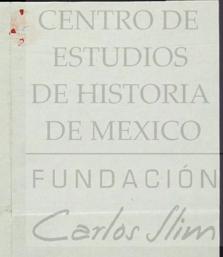 CENTRO DE
ESTUDIOS
DE HISTORIA
DE MEXICO
FUNDACIÓN
Carlos Slim